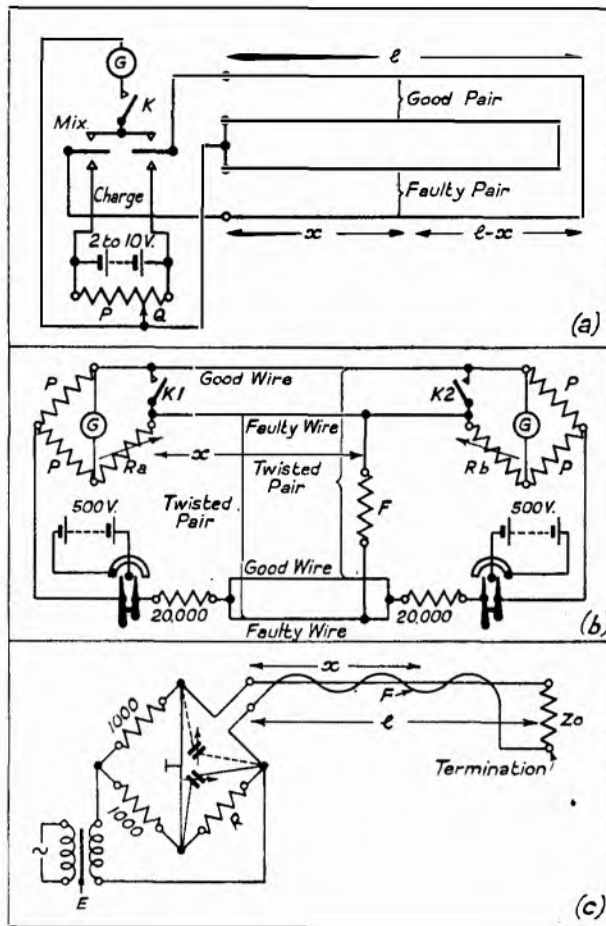 ℓ
G
K
Good Pair
Mix.
Charge
Faulty Pair
2 to 10V.
x
ℓ-x
P
Q
(a)
P
Good Wire
K1
K2
P
G
Faulty Wire
G
P
Ra
x
Rb
P
Twisted Pair
Twisted Pair
F
500V.
500V.
Good Wire
20,000
20,000
Faulty Wire
(b)
x
1000
F
ℓ
Zo
Termination
1000
R
~
E
(c)